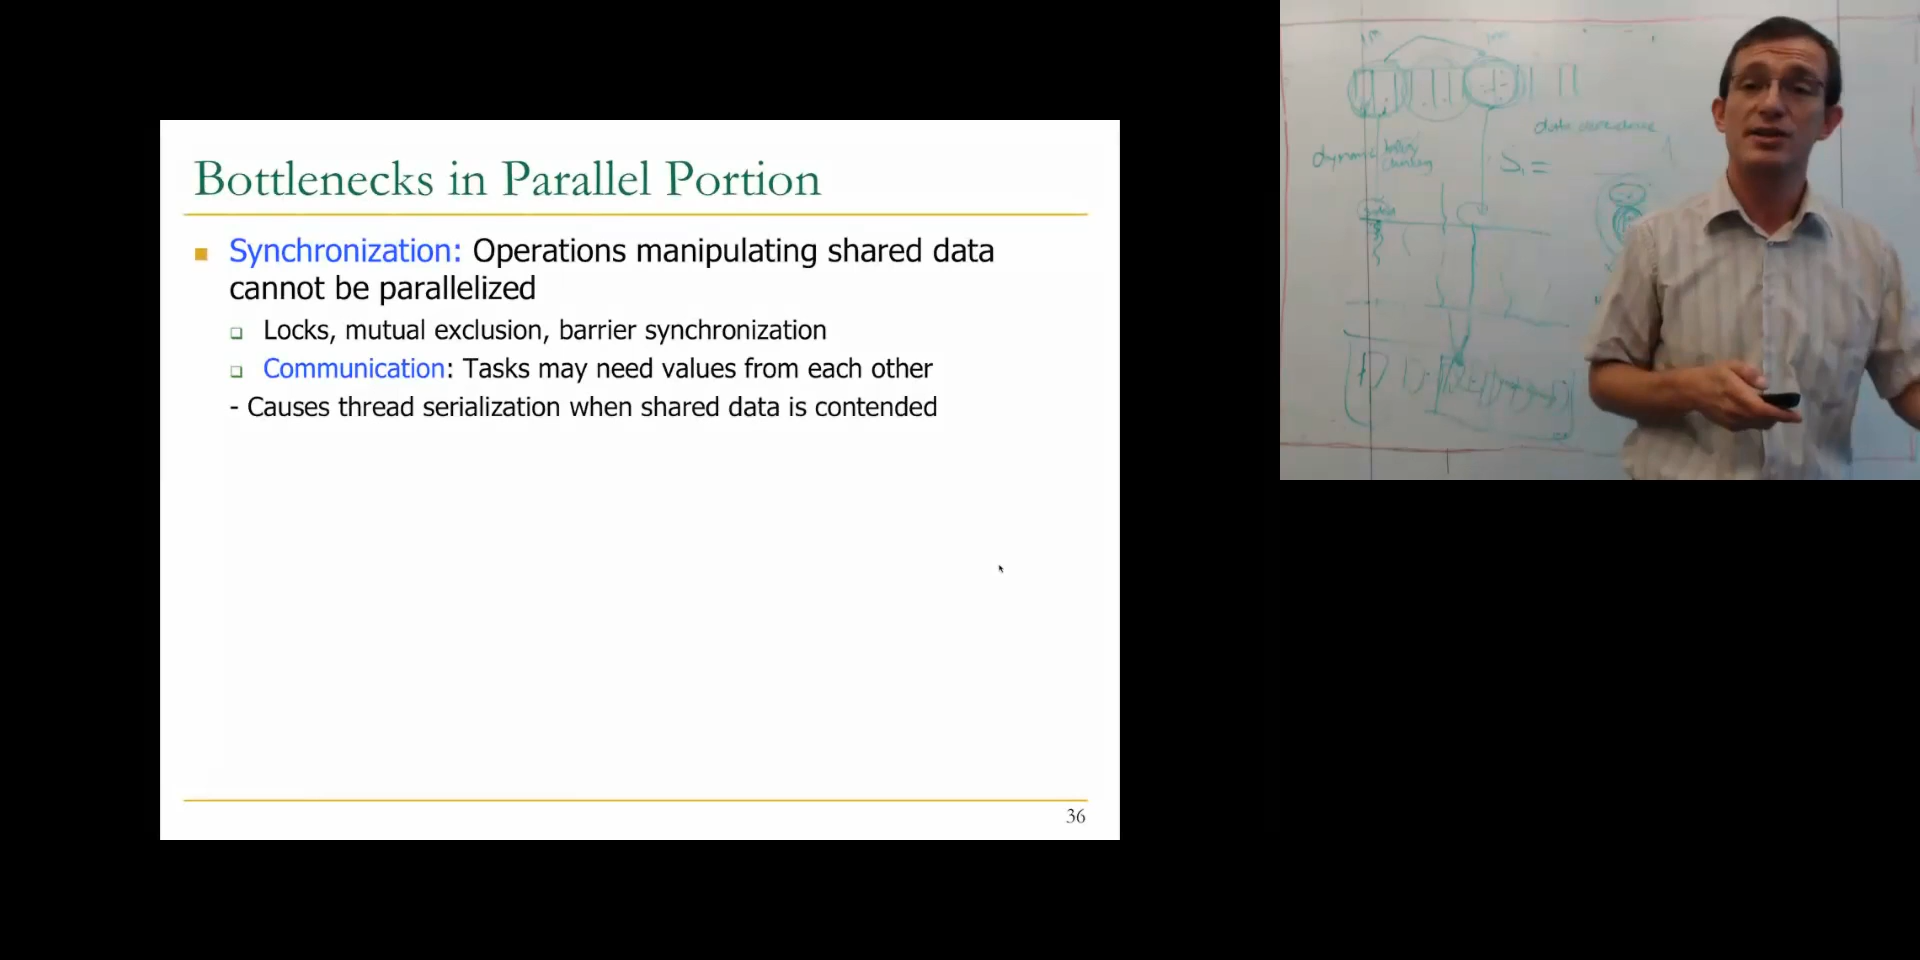 Bottlenecks in Parallel Portion
Synchronization: Operations manipulating shared data
cannot be parallelized
Locks, mutual exclusion, barrier synchronization
Communication: Tasks may need values from each other
- Causes thread serialization when shared data is contended
36